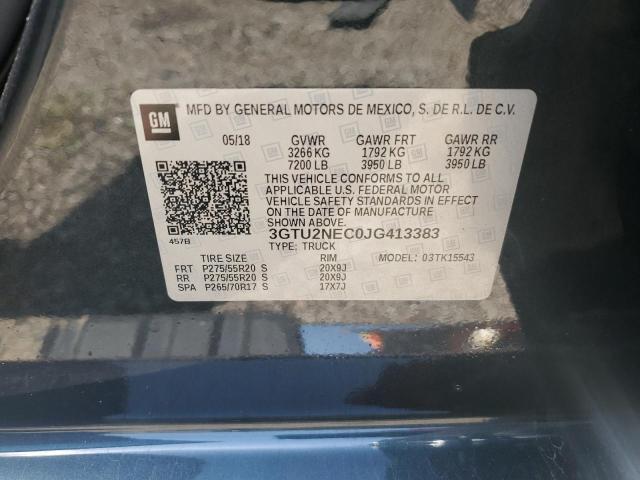 GM MFD BY GENERAL MOTORS DE MEXICO, S. DE R.L. DE C.V.
05/18 GVWR GAWR FRT GAWR RR
3266 KG 1792 KG 1792 KG
7200 LB 3950 LB 3950 LB
THIS VEHICLE CONFORMS TO ALL
APPLICABLE U.S. FEDERAL MOTOR
VEHICLE SAFETY STANDARDS IN EFFECT
ON THE DATE OF MANUFACTURE
SHOWN ABOVE.
457B
3GTU2NEC0JG413383
TYPE: TRUCK MODEL: 03TK15543
TIRE SIZE RIM
FRT P275/55R20 S 20X9J
RR P275/55R20 S 20X9J
SPA P265/70R17 S 17X7J